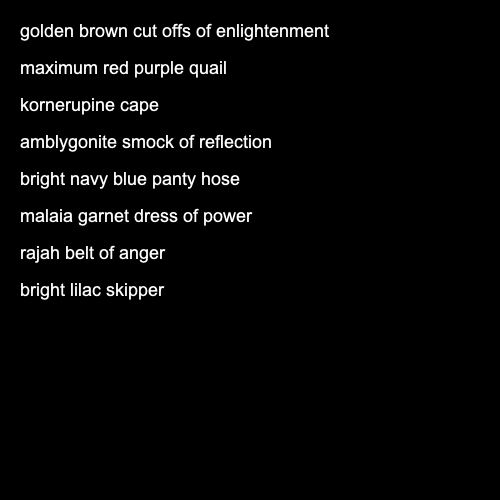 golden brown cut offs of enlightenment
maximum red purple quail
kornerupine cape
amblygonite smock of reflection
bright navy blue panty hose
malaia garnet dress of power
rajah belt of anger
bright lilac skipper